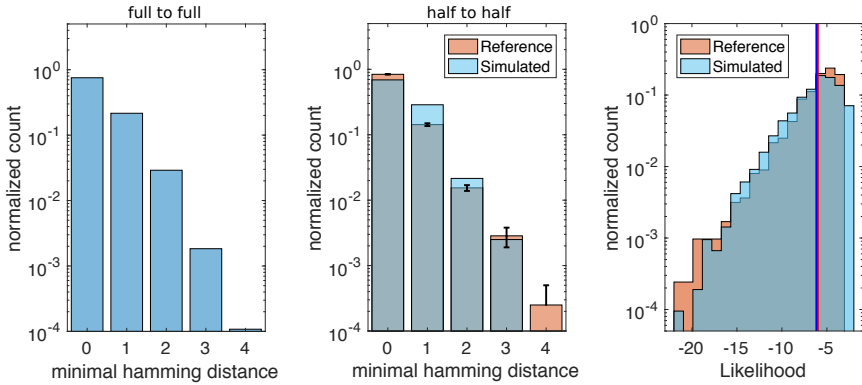 full to full
normalized count
10^0
10^-1
10^-2
10^-3
10^-4
0 1 2 3 4
minimal hamming distance
half to half
Reference
Simulated
normalized count
10^0
10^-1
10^-2
10^-3
10^-4
0 1 2 3 4
minimal hamming distance
Reference
Simulated
normalized count
10^0
10^-1
10^-2
10^-3
10^-4
-20 -15 -10 -5
Likelihood